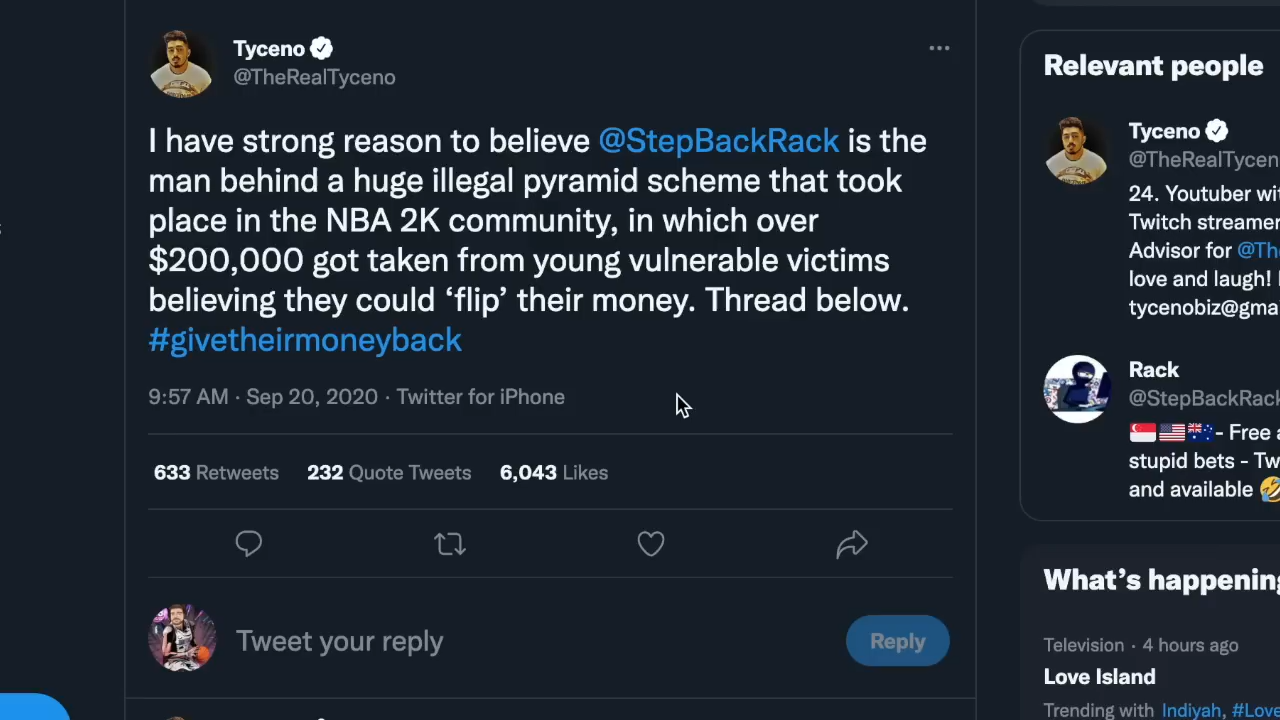 Tyceno
@TheRealTyceno
I have strong reason to believe @StepBackRack is the
man behind a huge illegal pyramid scheme that took
place in the NBA 2K community, in which over
$200,000 got taken from young vulnerable victims
believing they could ‘flip’ their money. Thread below.
#givetheirmoneyback
9:57 AM · Sep 20, 2020 · Twitter for iPhone
633 Retweets 232 Quote Tweets 6,043 Likes
Tweet your reply
Reply
Relevant people
Tyceno
@TheRealTycen
24. Youtuber wi
Twitch streamer
Advisor for @Th
love and laugh!
tycenobiz@gma
Rack
@StepBackRack
- Free a
stupid bets - Tw
and available
What's happening
Television · 4 hours ago
Love Island
Trending with Indiyah, #Love